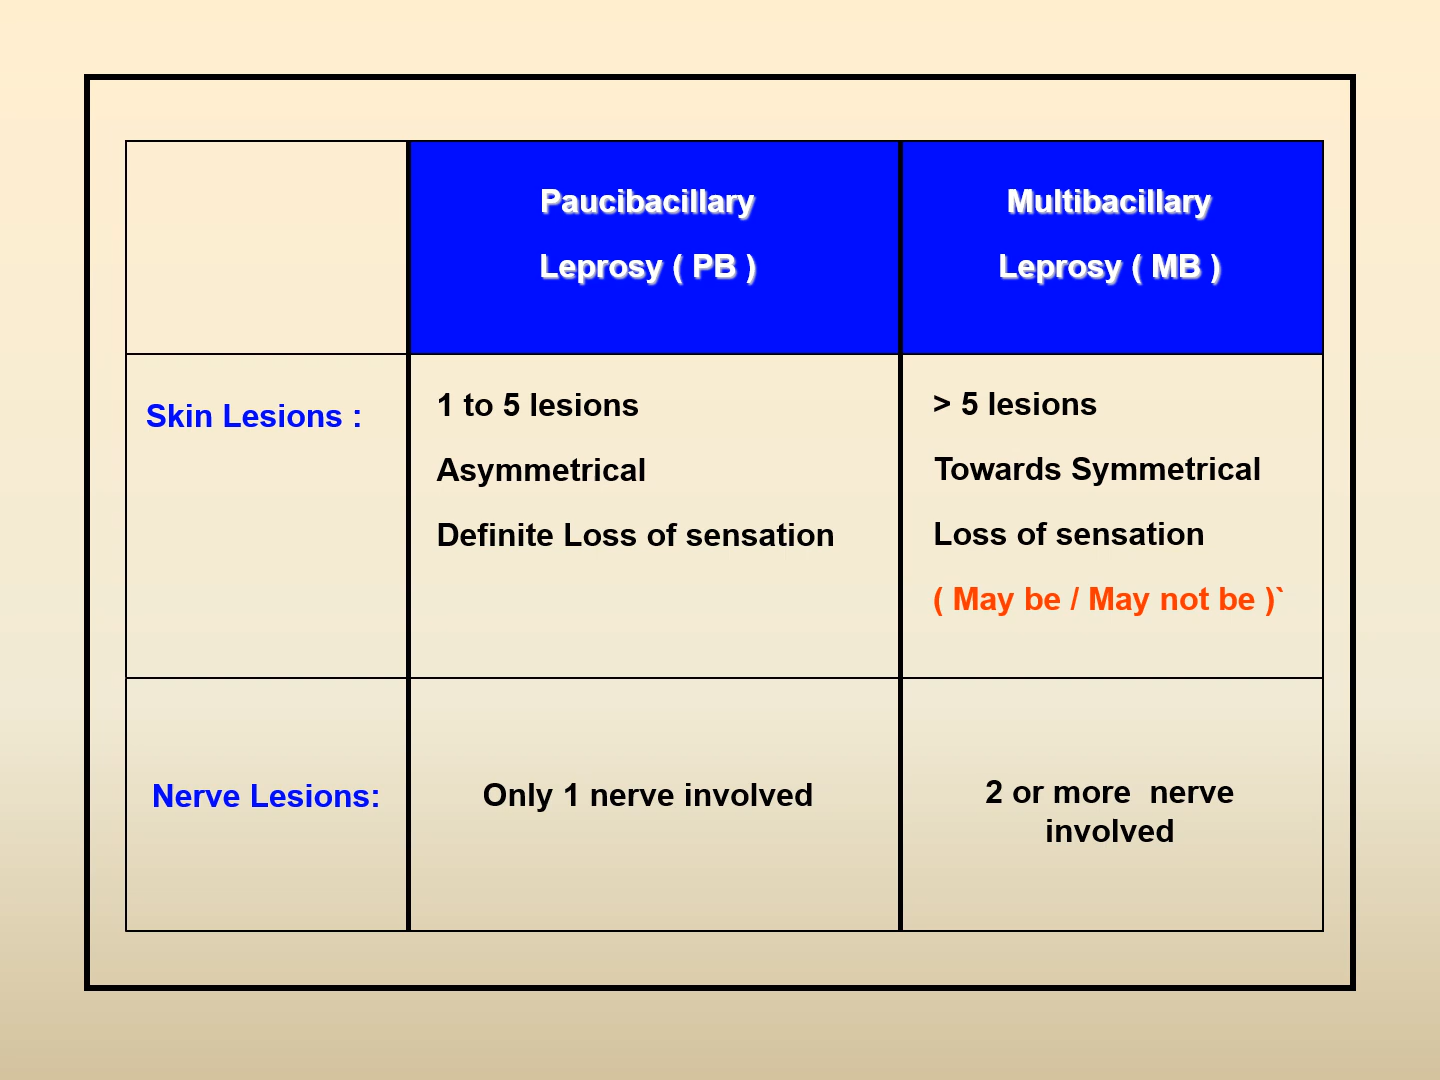 Paucibacillary
Leprosy ( PB )
Multibacillary
Leprosy ( MB )
Skin Lesions :
1 to 5 lesions
Asymmetrical
Definite Loss of sensation
> 5 lesions
Towards Symmetrical
Loss of sensation
( May be / May not be )`
Nerve Lesions:
Only 1 nerve involved
2 or more  nerve
involved